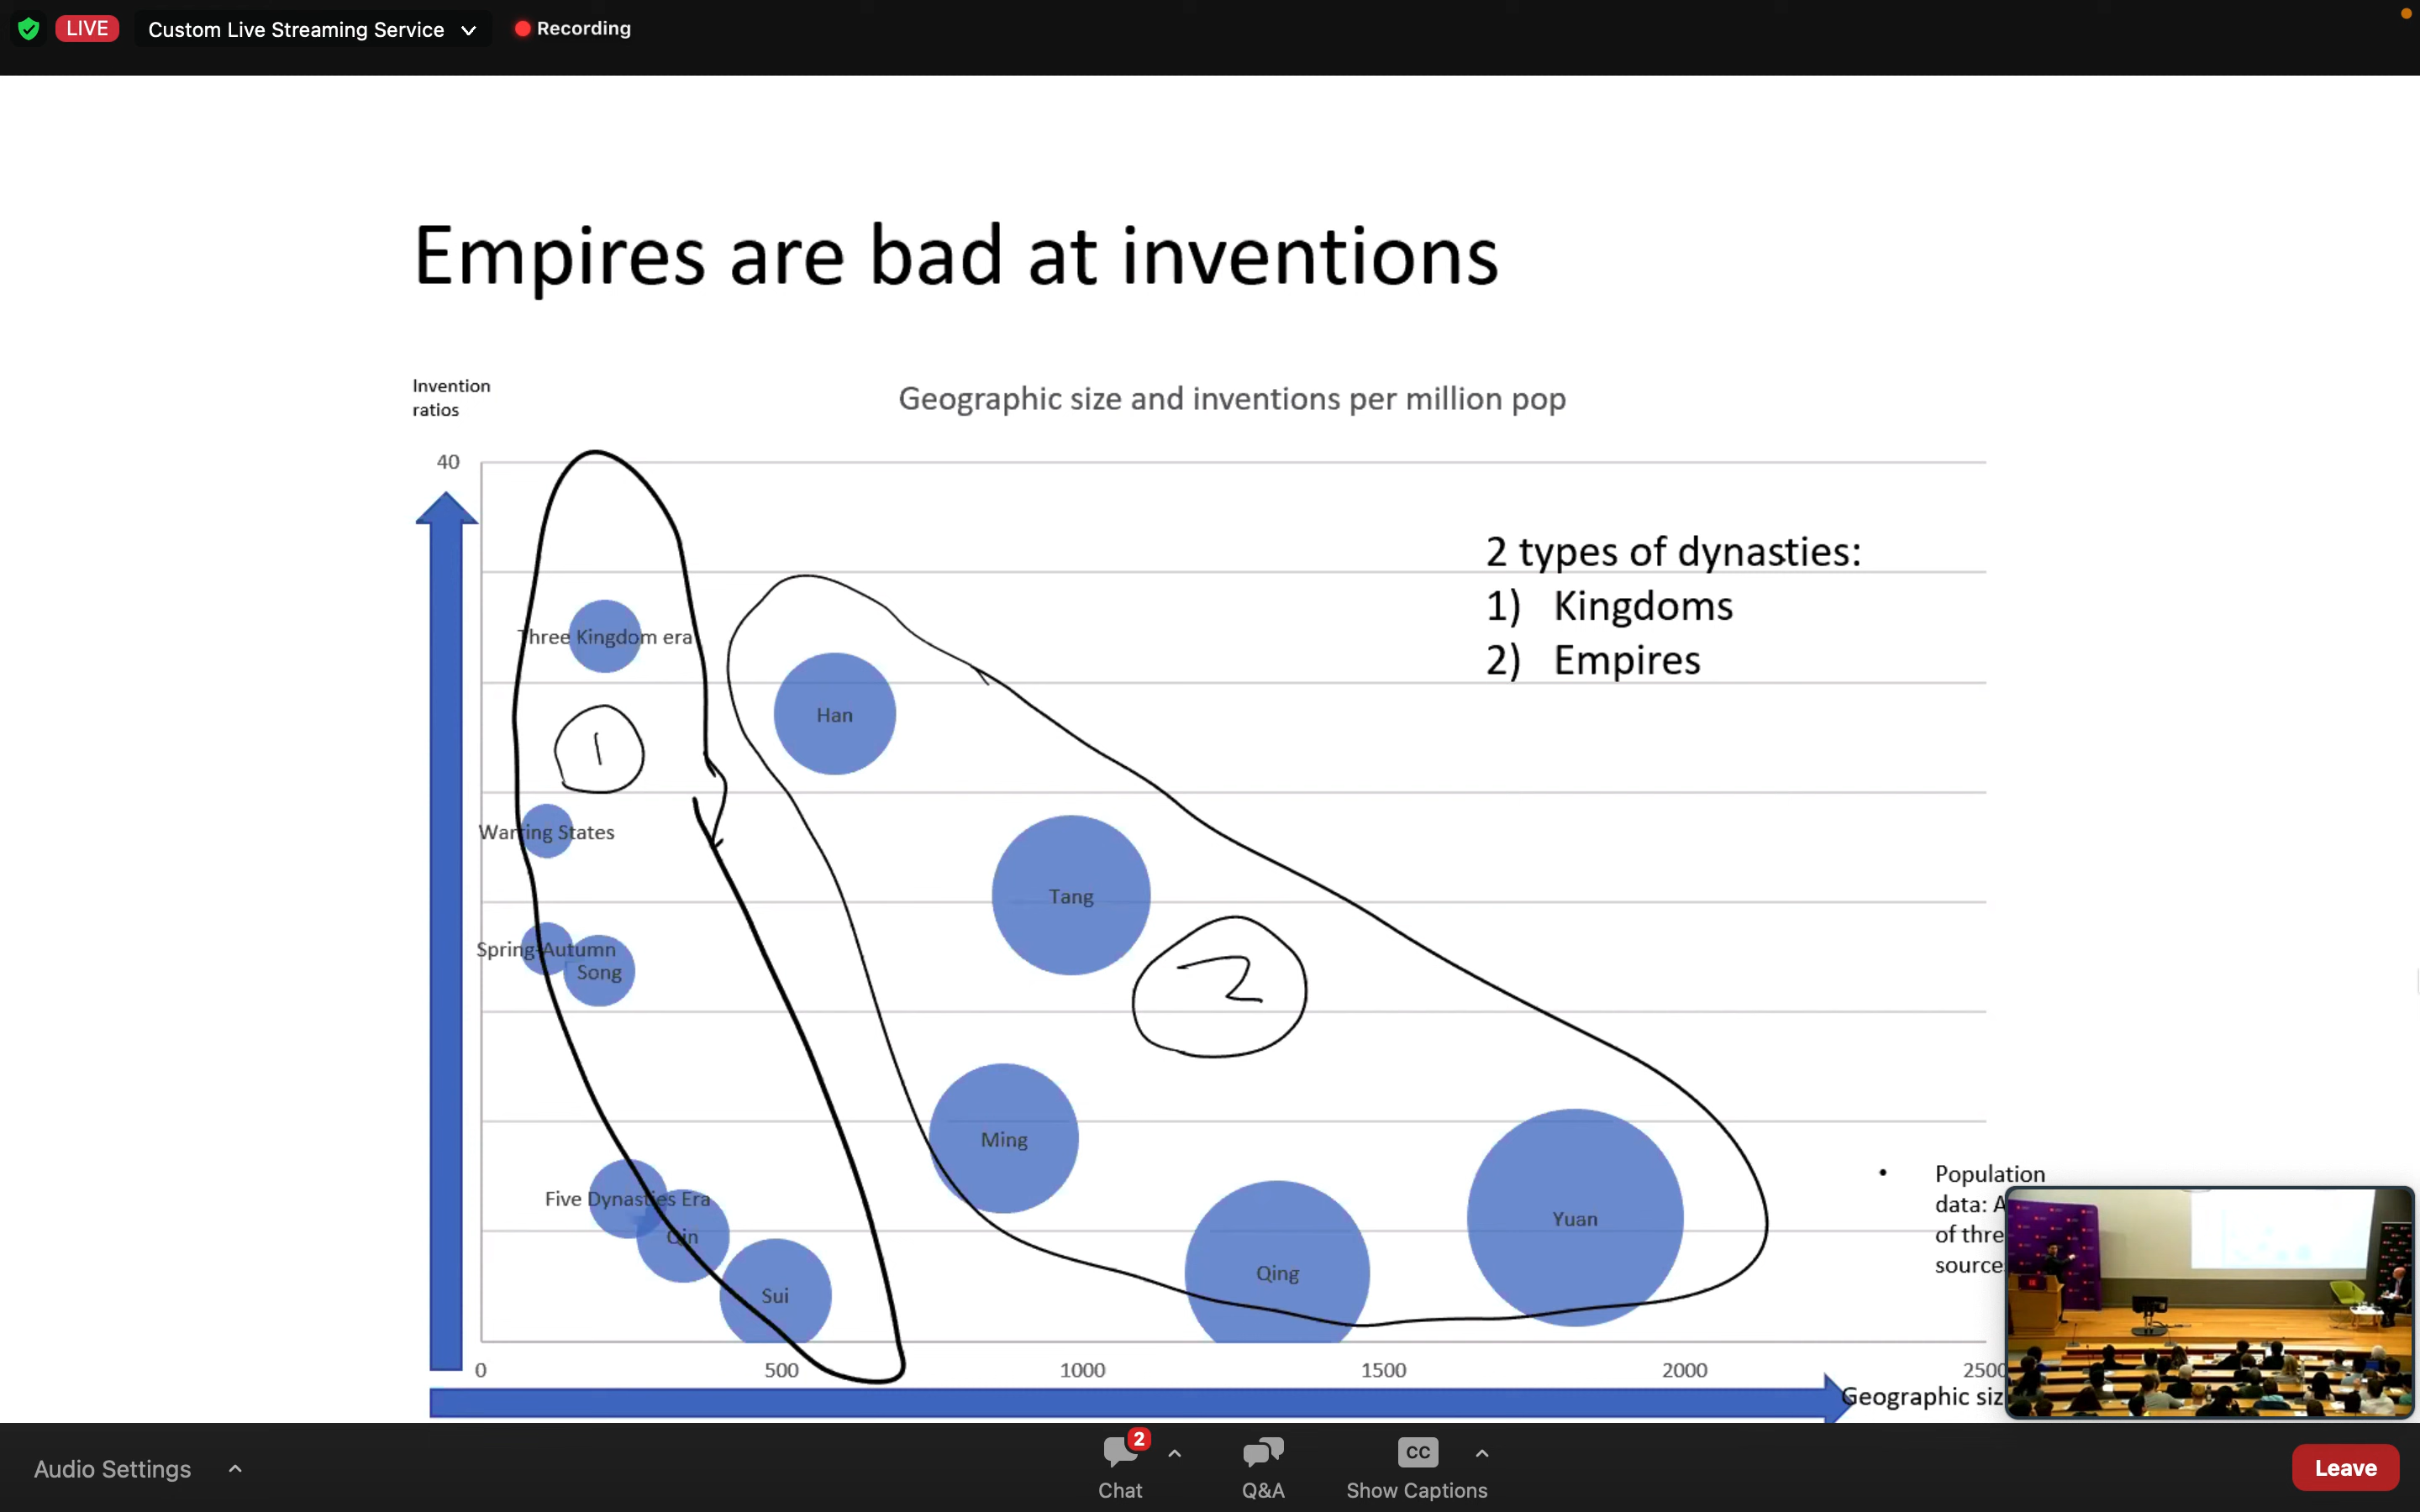 LIVE
Custom Live Streaming Service
Recording
Empires are bad at inventions
Invention
ratios
Geographic size and inventions per million pop
40
2 types of dynasties:
1) Kingdoms
2) Empires
Three Kingdom era
Han
1
Warring States
Tang
Spring-Autumn
Song
2
Ming
Five Dynasties Era
Qin
Sui
Qing
Yuan
• Population
data: A
of thre
source
0 500 1000 1500 2000 2500
Geographic siz
Audio Settings
2
Chat
Q&A
CC
Show Captions
Leave